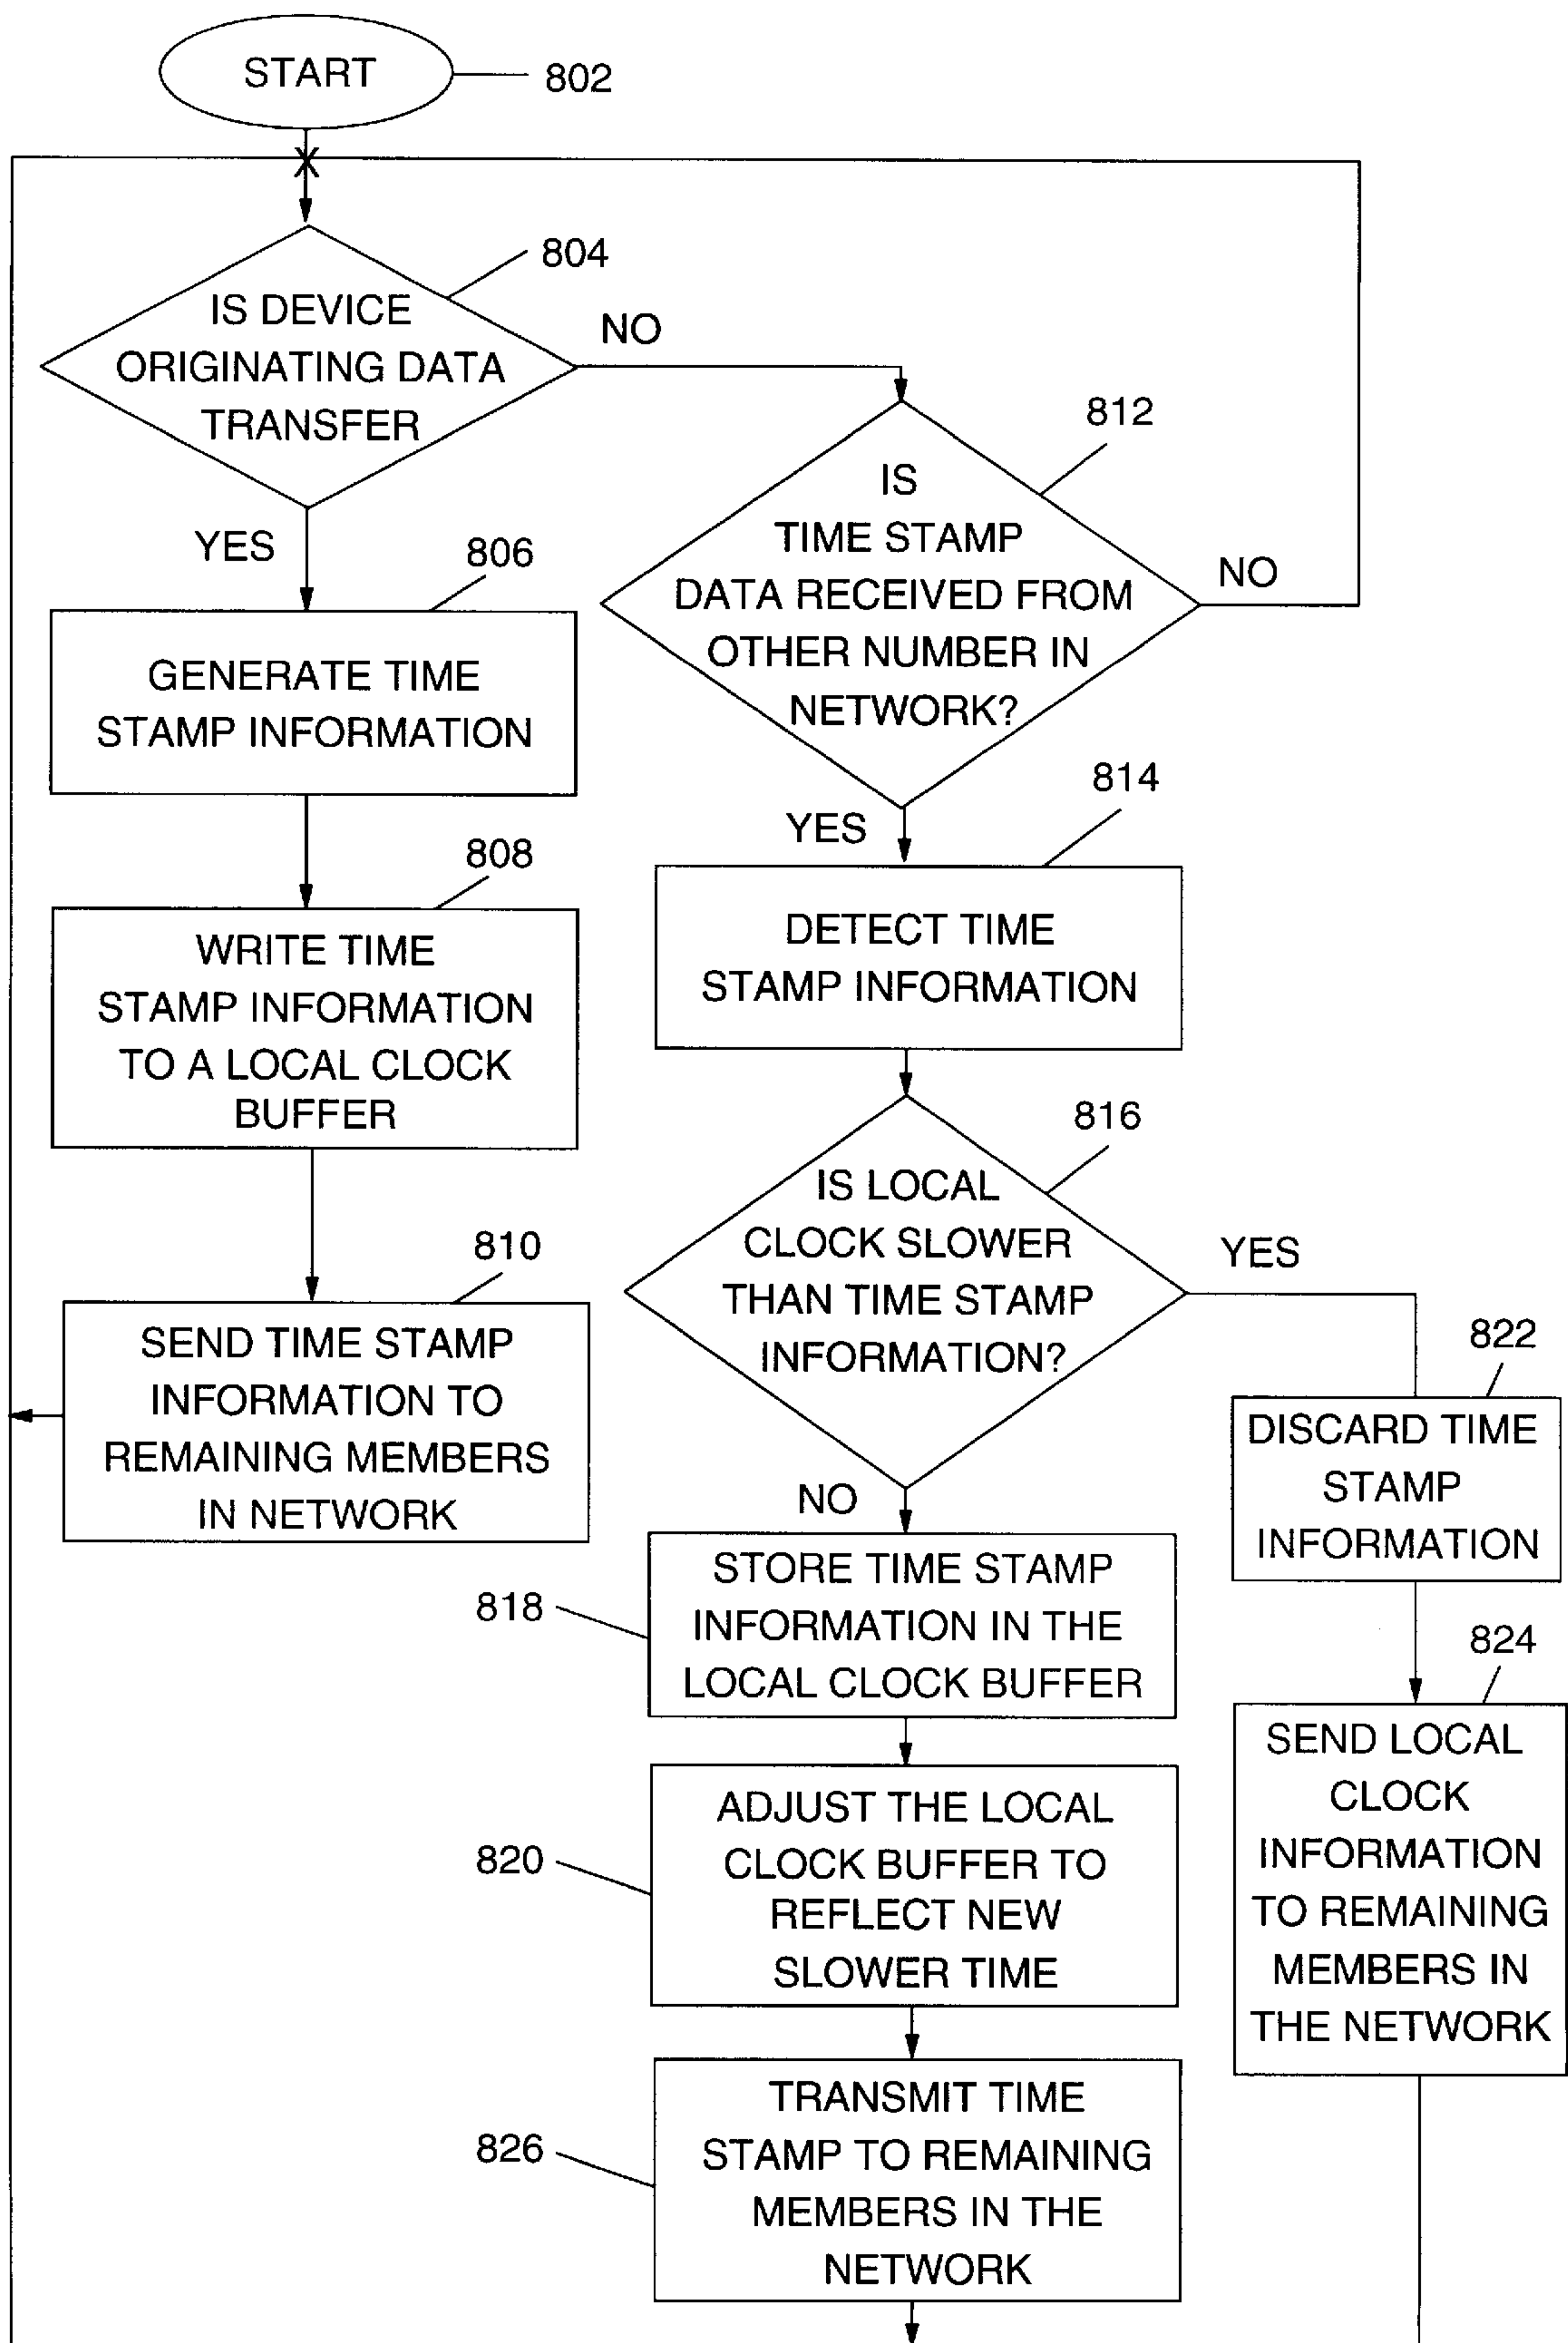 START
802
X
804
IS DEVICE
ORIGINATING DATA
TRANSFER
NO
YES
806
GENERATE TIME
STAMP INFORMATION
808
WRITE TIME
STAMP INFORMATION
TO A LOCAL CLOCK
BUFFER
810
SEND TIME STAMP
INFORMATION TO
REMAINING MEMBERS
IN NETWORK
812
IS
TIME STAMP
DATA RECEIVED FROM
OTHER NUMBER IN
NETWORK?
NO
YES
814
DETECT TIME
STAMP INFORMATION
816
IS LOCAL
CLOCK SLOWER
THAN TIME STAMP
INFORMATION?
YES
NO
818
STORE TIME STAMP
INFORMATION IN THE
LOCAL CLOCK BUFFER
820
ADJUST THE LOCAL
CLOCK BUFFER TO
REFLECT NEW
SLOWER TIME
826
TRANSMIT TIME
STAMP TO REMAINING
MEMBERS IN THE
NETWORK
822
DISCARD TIME
STAMP
INFORMATION
824
SEND LOCAL
CLOCK
INFORMATION
TO REMAINING
MEMBERS IN
THE NETWORK